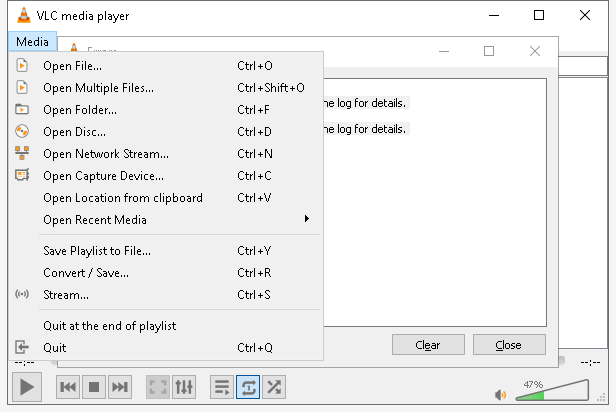 VLC media player
Media
Open File... Ctrl+O
Open Multiple Files... Ctrl+Shift+O
Open Folder... Ctrl+F
Open Disc... Ctrl+D
Open Network Stream... Ctrl+N
Open Capture Device... Ctrl+C
Open Location from clipboard Ctrl+V
Open Recent Media
Save Playlist to File... Ctrl+Y
Convert / Save... Ctrl+R
Stream... Ctrl+S
Quit at the end of playlist
Quit Ctrl+Q
log for details.
log for details.
Clear Close
--:-- --:--
47%